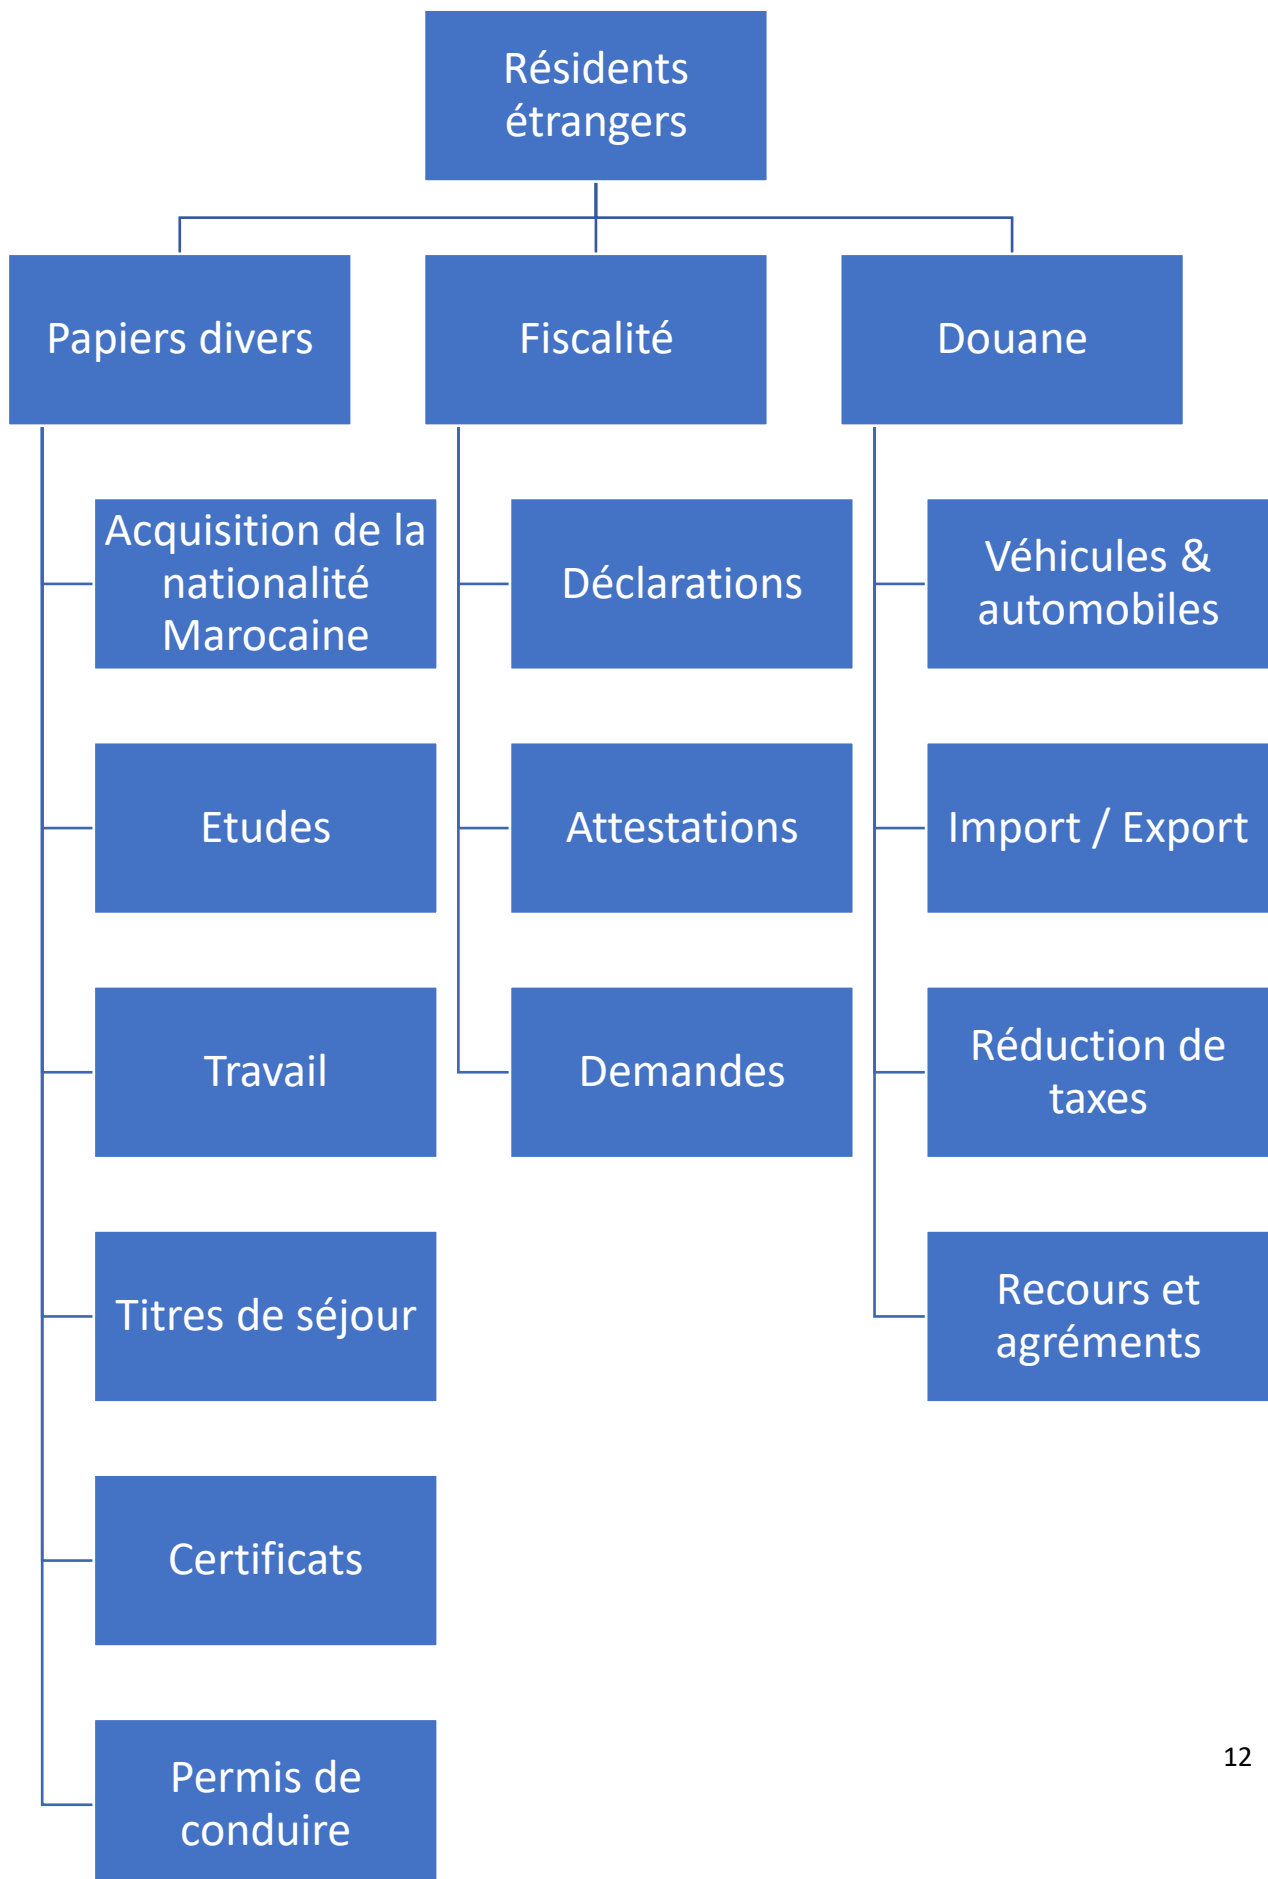 Résidents
étrangers
Papiers divers
Fiscalité
Douane
Acquisition de la
nationalité
Marocaine
Déclarations
Véhicules &
automobiles
Etudes
Attestations
Import / Export
Travail
Demandes
Réduction de
taxes
Titres de séjour
Recours et
agréments
Certificats
Permis de
conduire
12